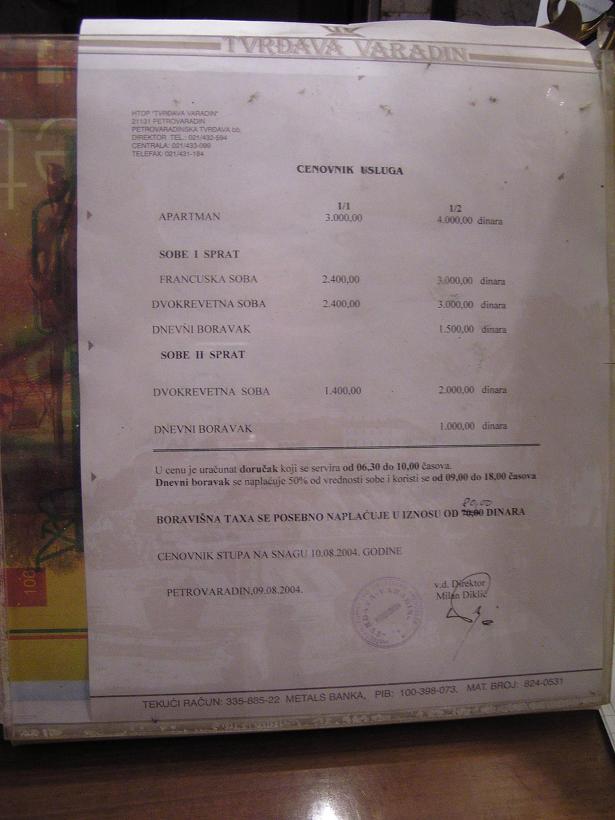 TVRĐAVA VARADIN
HTDP "TVRĐAVA VARADIN"
21131 PETROVARADIN
PETROVARADINSKA TVRĐAVA bb,
DIREKTOR TEL.: 021/432-594
CENTRALA: 021/433-099
TELEFAX: 021/431-184
CENOVNIK USLUGA
1/1 1/2
APARTMAN 3.000,00 4.000,00 dinara
SOBE I SPRAT
FRANCUSKA SOBA 2.400,00 3.000,00 dinara
DVOKREVETNA SOBA 2.400,00 3.000,00 dinara
DNEVNI BORAVAK 1.500,00 dinara
SOBE II SPRAT
DVOKREVETNA SOBA 1.400,00 2.000,00 dinara
DNEVNI BORAVAK 1.000,00 dinara
U cenu je uračunat doručak koji se servira od 06,30 do 10,00 časova.
Dnevni boravak se naplaćuje 50% od vrednosti sobe i koristi se od 09,00 do 18,00 časova
80,00
BORAVIŠNA TAXA SE POSEBNO NAPLAĆUJE U IZNOSU OD 70,00 DINARA
CENOVNIK STUPA NA SNAGU 10.08.2004. GODINE
PETROVARADIN,09.08.2004.
v.d. Direktor
Milan Diklić
"TVRĐAVA VARADIN"
TEKUĆI RAČUN: 335-885-22 METALS BANKA, PIB: 100-398-073, MAT. BROJ: 824-0531
100